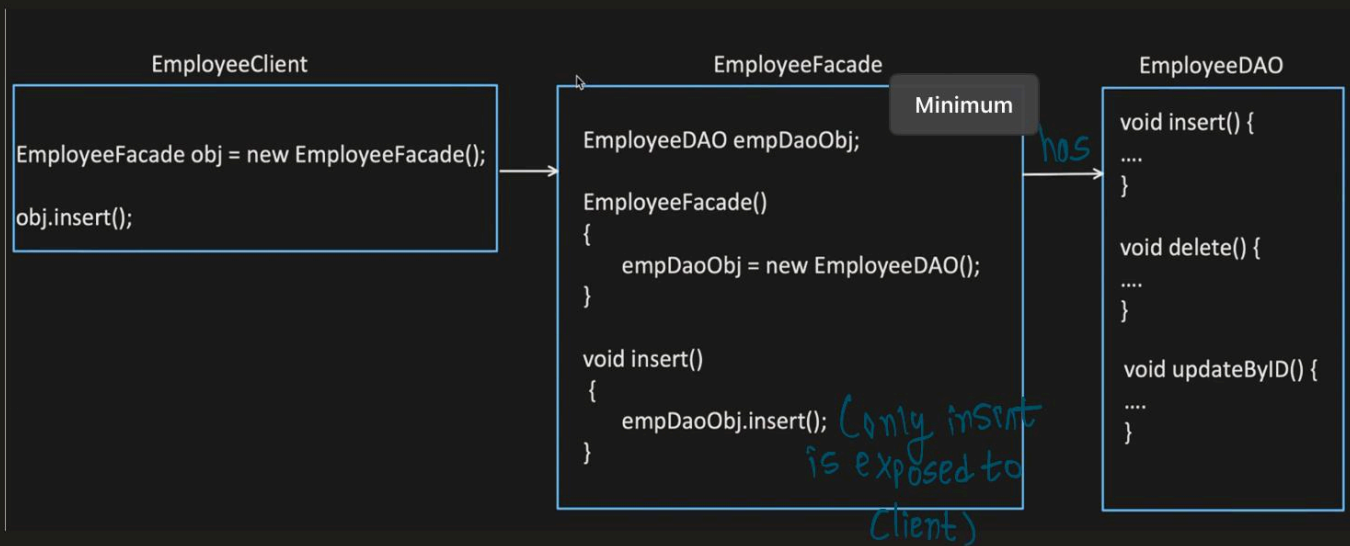 EmployeeClient
EmployeeFacade obj = new EmployeeFacade();
obj.insert();
EmployeeFacade
Minimum
EmployeeDAO empDaoObj;
EmployeeFacade()
{
empDaoObj = new EmployeeDAO();
}
void insert()
{
empDaoObj.insert(); (only insert
is exposed to
Client)
}
has
EmployeeDAO
void insert() {
....
}
void delete() {
....
}
void updateByID() {
....
}